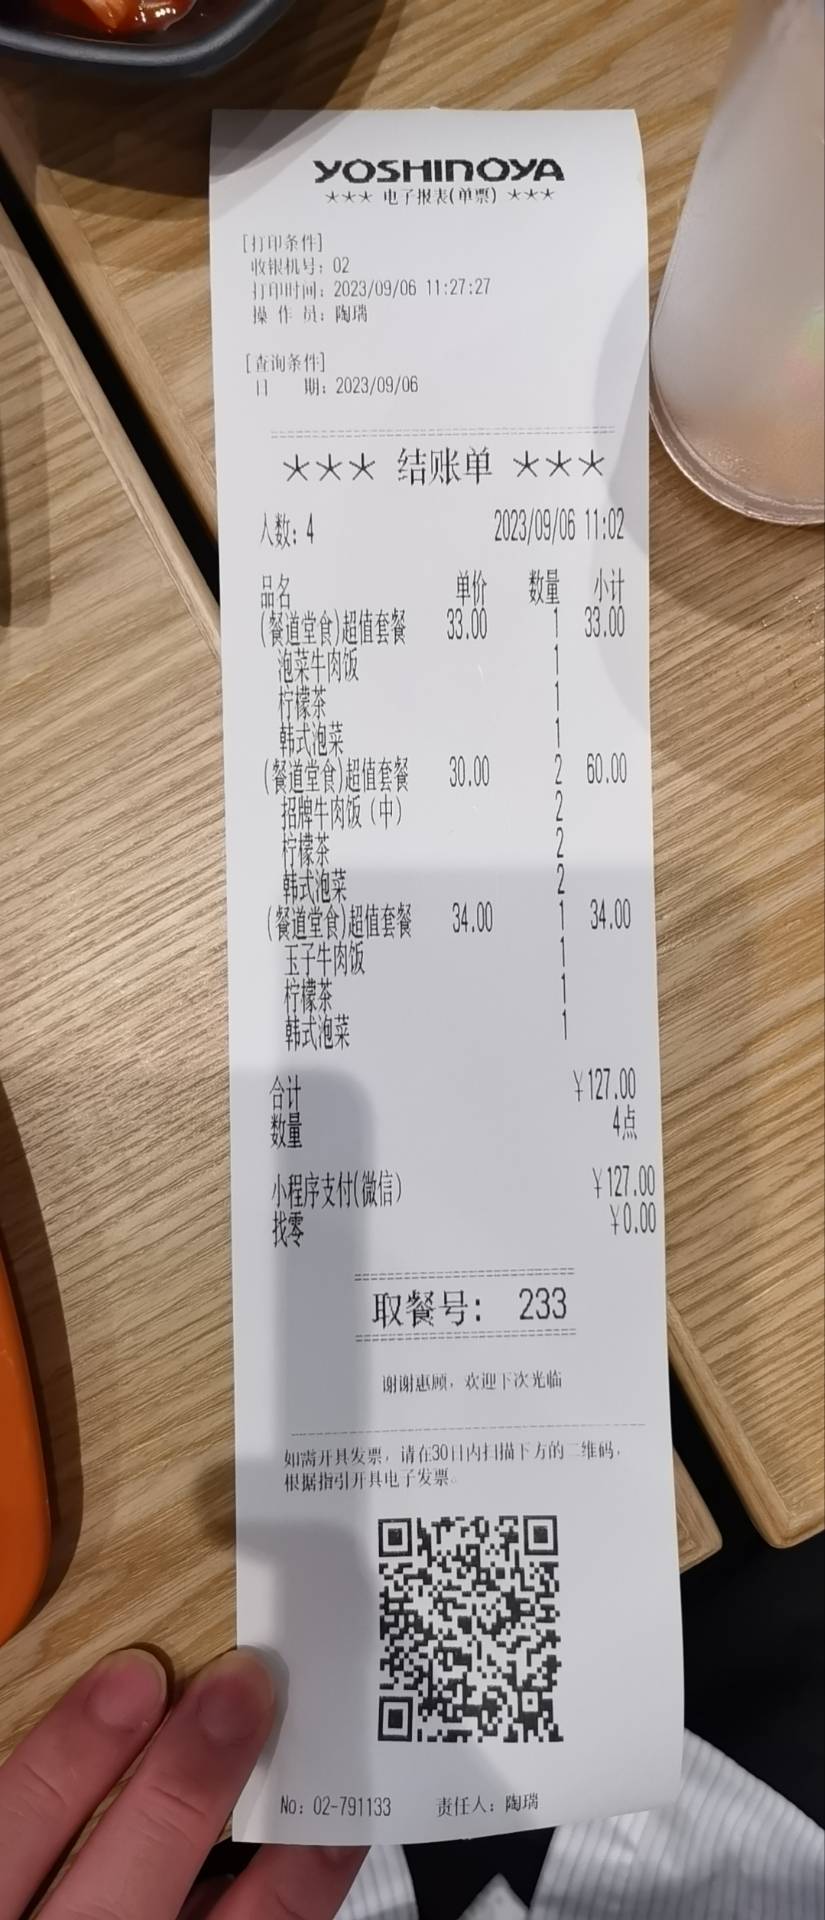 YOSHINOYA
*** 电子报表(单票) ***
[打印条件]
收银机号: 02
打印时间: 2023/09/06 11:27:27
操 作 员: 陶瑞
[查询条件]
日 期: 2023/09/06
*** 结账单 ***
人数: 4 2023/09/06 11:02
品名 单价 数量 小计
(餐道堂食)超值套餐 33.00 1 33.00
泡菜牛肉饭 1
柠檬茶 1
韩式泡菜 1
(餐道堂食)超值套餐 30.00 2 60.00
招牌牛肉饭（中） 2
柠檬茶 2
韩式泡菜 2
(餐道堂食)超值套餐 34.00 1 34.00
玉子牛肉饭 1
柠檬茶 1
韩式泡菜 1
合计 ￥127.00
数量 4点
小程序支付(微信) ￥127.00
找零 ￥0.00
取餐号: 233
谢谢惠顾，欢迎下次光临
如需开具发票，请在30日内扫描下方的二维码，
根据指引开具电子发票。
No: 02-791133 责任人: 陶瑞